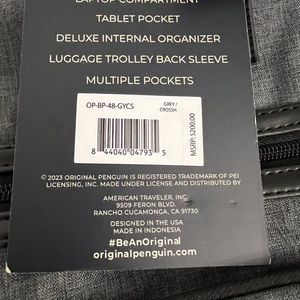 LAPTOP COMPARTMENT
TABLET POCKET
DELUXE INTERNAL ORGANIZER
LUGGAGE TROLLEY BACK SLEEVE
MULTIPLE POCKETS
OP-BP-48-GYCS
GREY/
CROSSH
8 44040 04793 5
MSRP: $200.00
© 2023 ORIGINAL PENGUIN IS REGISTERED TRADEMARK OF PEI
LICENSING, INC. MADE UNDER LICENSE AND DISTRIBUTED BY
AMERICAN TRAVELER, INC.
9509 FERON BLVD.
RANCHO CUCAMONGA, CA 91730
DESIGNED IN THE USA
MADE IN INDONESIA
#BeAnOriginal
originalpenguin.com